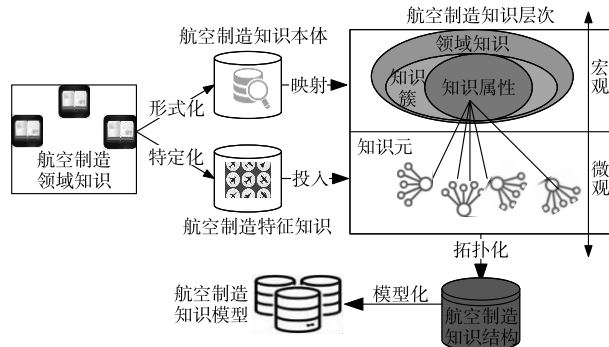 航空制造知识层次
航空制造知识本体
领域知识
知识
簇
知识属性
宏观
形式化
映射
航空制造
领域知识
特定化
投入
知识元
微观
航空制造特征知识
拓扑化
航空制造
知识模型
模型化
航空制造
知识结构